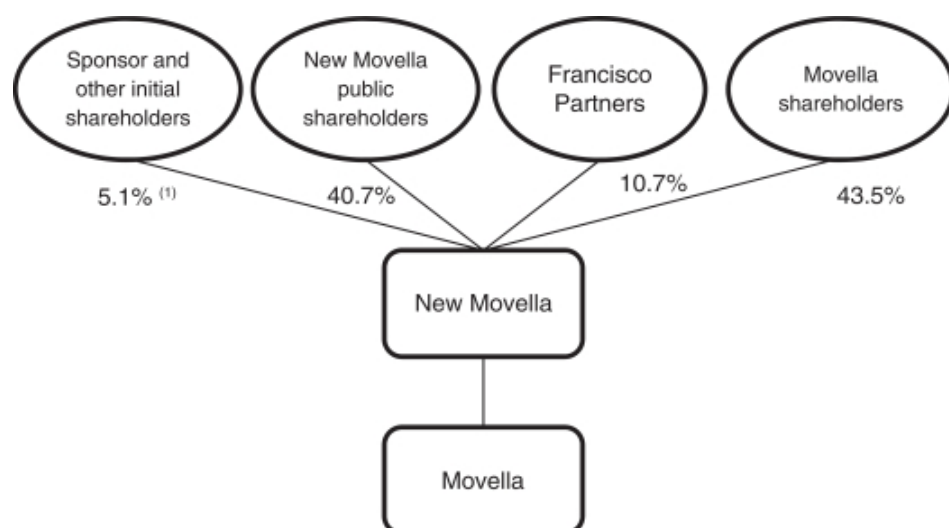 Sponsor and
other initial
shareholders
New Movella
public
shareholders
Francisco
Partners
Movella
shareholders
5.1% (1)
40.7%
10.7%
43.5%
New Movella
Movella